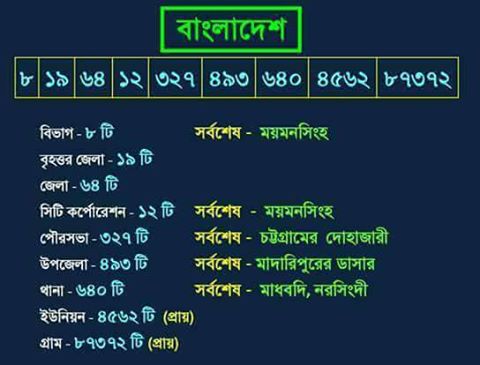 বাংলাদেশ
৮ ১৯ ৬৪ ১২ ৩২৭ ৪৯৩ ৬৪০ ৪৫৬২ ৮৭৩৭২
বিভাগ - ৮ টি সর্বশেষ - ময়মনসিংহ
বৃহত্তর জেলা - ১৯ টি
জেলা - ৬৪ টি
সিটি কর্পোরেশন - ১২ টি সর্বশেষ - ময়মনসিংহ
পৌরসভা - ৩২৭ টি সর্বশেষ - চট্টগ্রামের দোহাজারী
উপজেলা - ৪৯৩ টি সর্বশেষ - মাদারিপুরের ডাসার
থানা - ৬৪০ টি সর্বশেষ - মাধবদি, নরসিংদী
ইউনিয়ন - ৪৫৬২ টি (প্রায়)
গ্রাম - ৮৭৩৭২ টি (প্রায়)